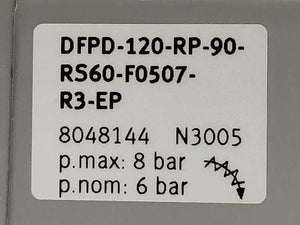 DFPD-120-RP-90-
RS60-F0507-
R3-EP
8048144 N3005
p.max: 8 bar
p.nom: 6 bar